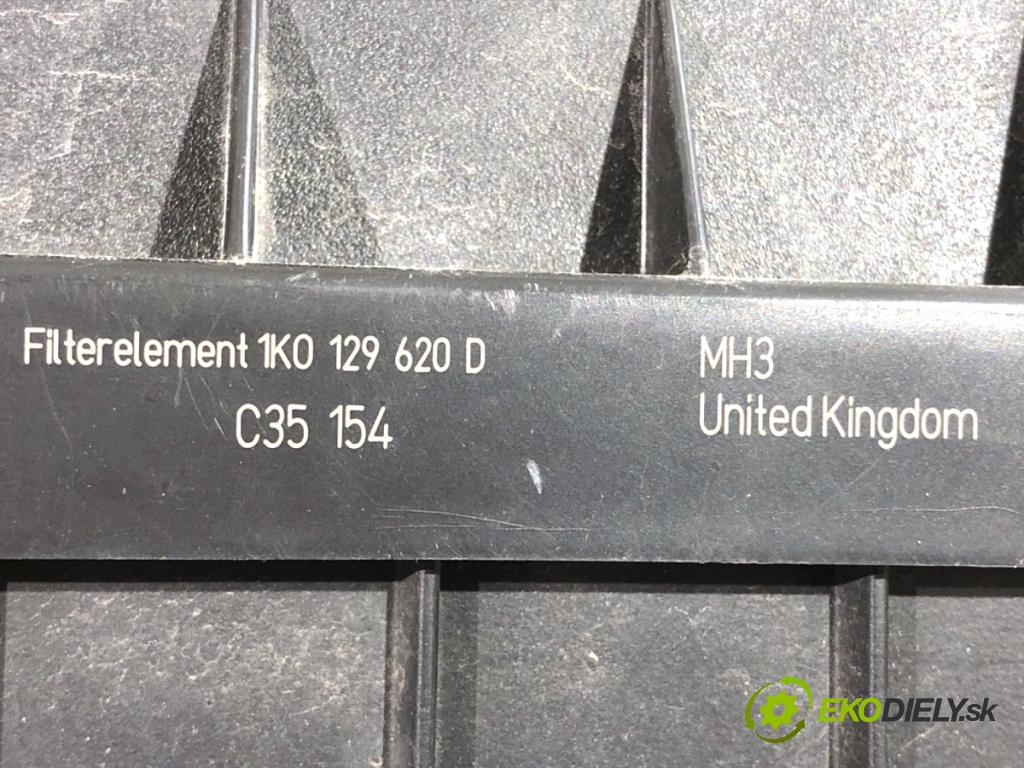 Filterelement 1K0 129 620 D
C35 154
MH3
United Kingdom
EKODIELY.sk